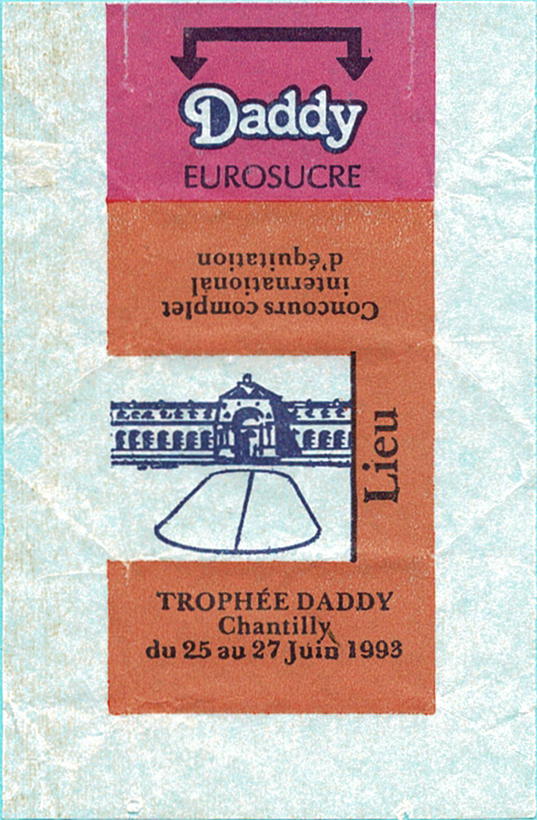 Daddy
EUROSUCRE
Concours complet
international
d'équitation
Lieu
TROPHÉE DADDY
Chantilly
du 25 au 27 Juin 1993